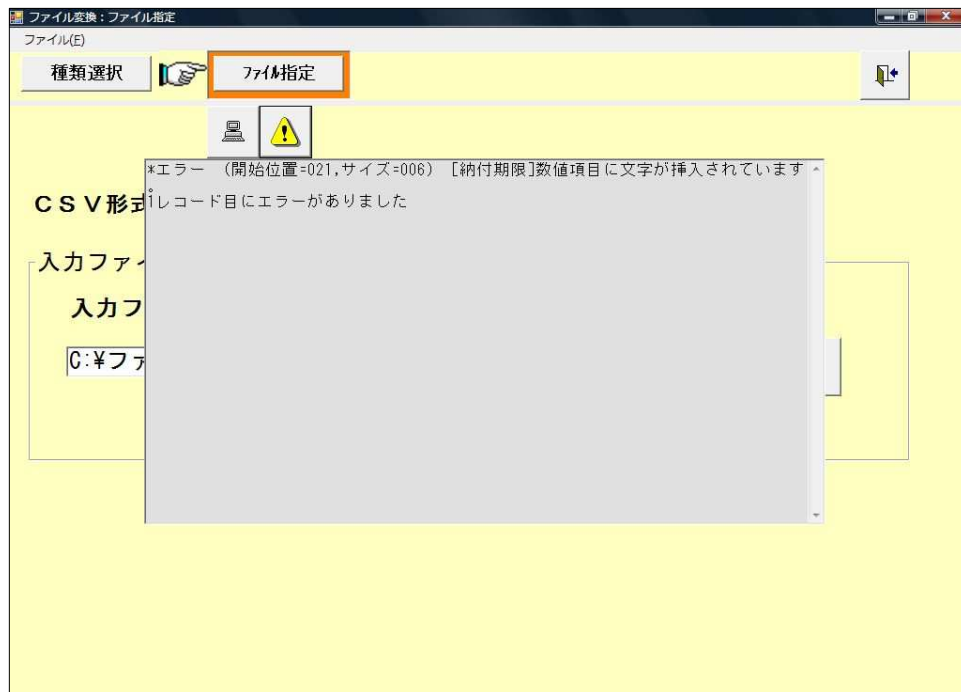 ファイル変換：ファイル指定
ファイル(F)
種類選択
ファイル指定
*エラー （開始位置=021,サイズ=006） [納付期限]数値項目に文字が挿入されています
。
1レコード目にエラーがありました
ＣＳＶ形式
入力ファイ
入力フ
C:¥ファ